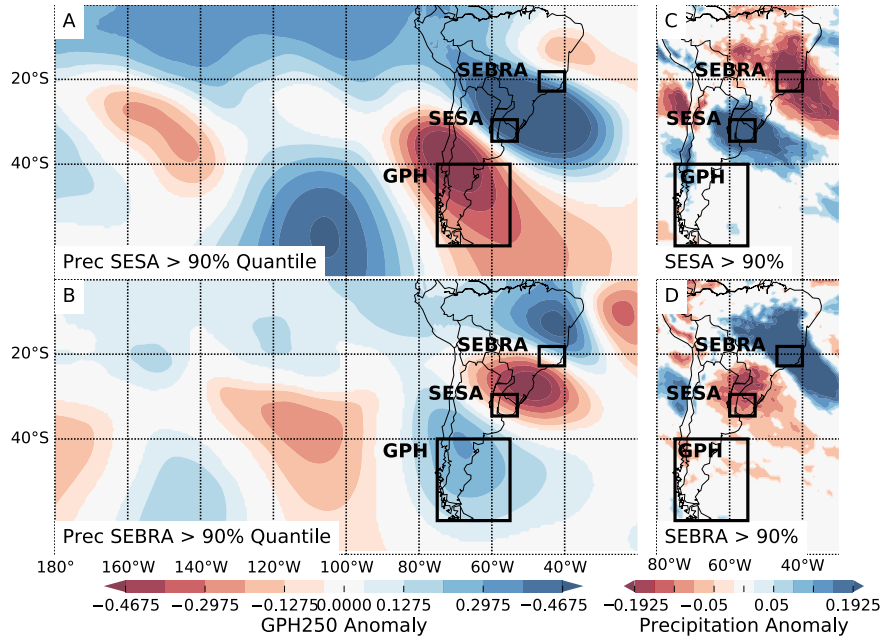 A
C
20°S
SEBRA
SEBRA
SESA
SESA
40°S
GPH
GPH
Prec SESA > 90% Quantile
SESA > 90%
B
D
20°S
SEBRA
SEBRA
SESA
SESA
40°S
GPH
GPH
Prec SEBRA > 90% Quantile
SEBRA > 90%
180° 160°W 140°W 120°W 100°W 80°W 60°W 40°W
80°W 60°W 40°W
−0.4675 −0.2975 −0.1275 0.0000 0.1275 0.2975 −0.4675
−0.1925 −0.05 0.05 0.1925
GPH250 Anomaly
Precipitation Anomaly